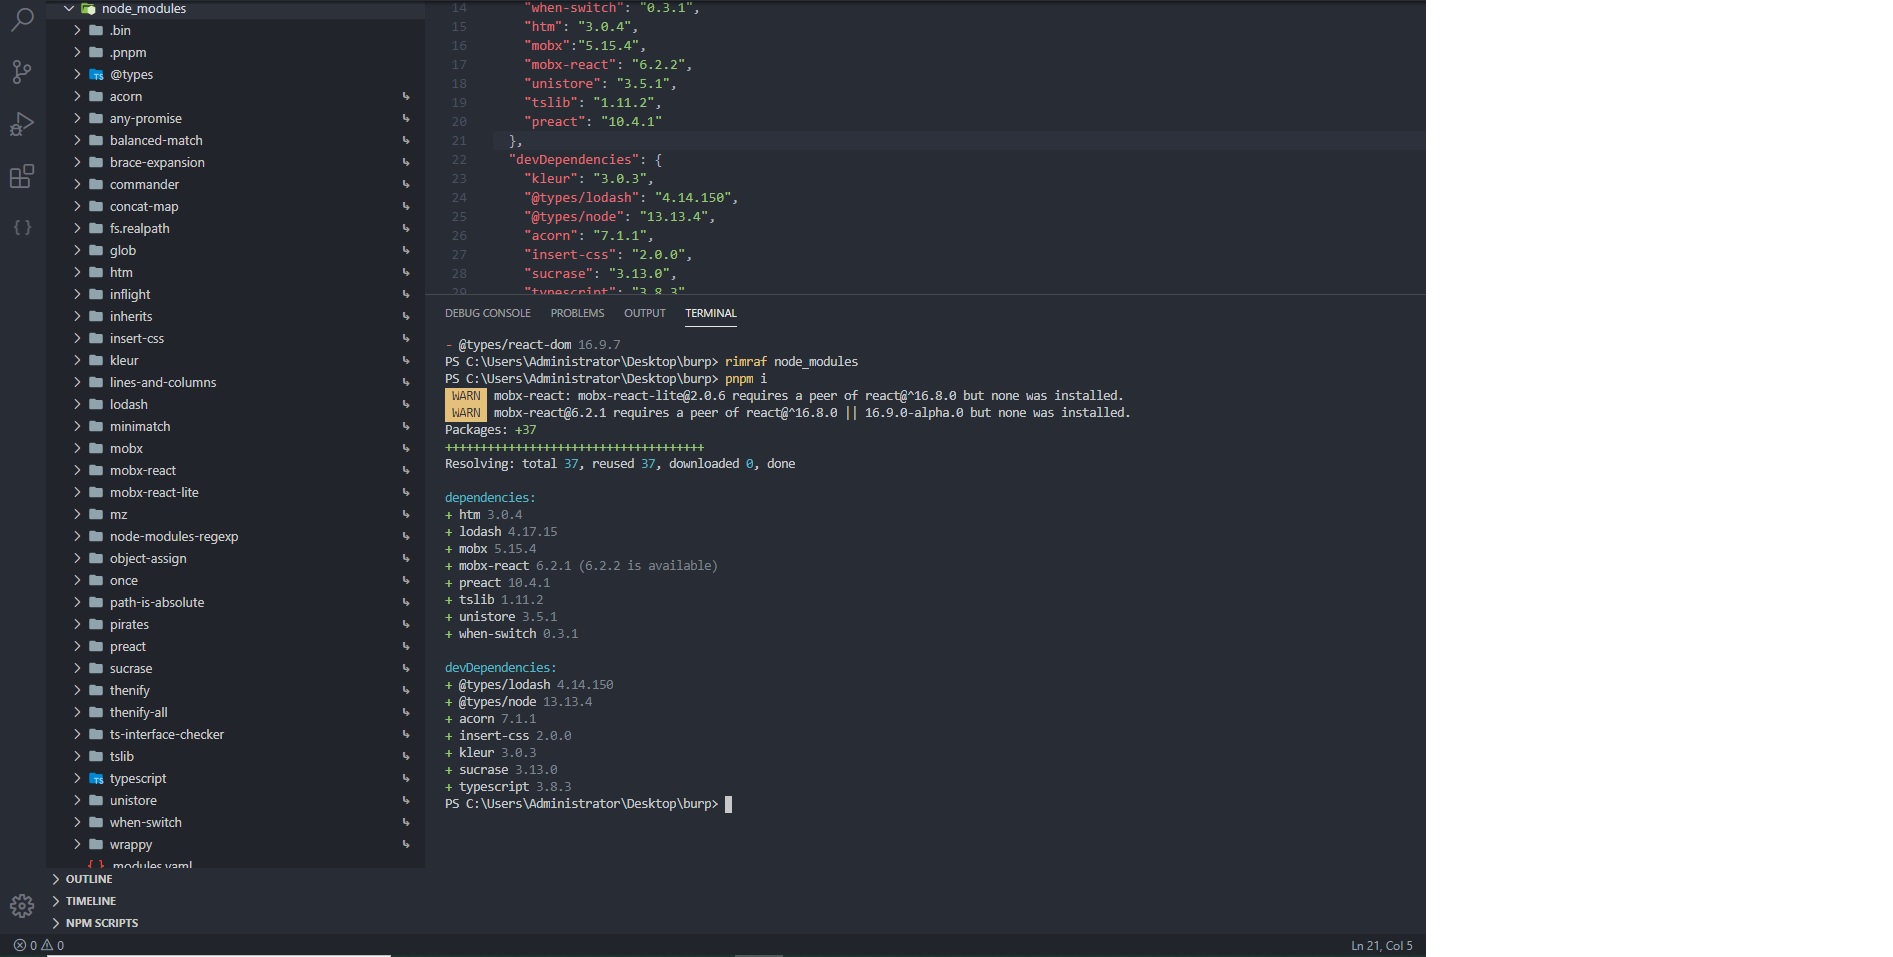 node_modules
.bin
.pnpm
@types
acorn
any-promise
balanced-match
brace-expansion
commander
concat-map
fs.realpath
glob
htm
inflight
inherits
insert-css
kleur
lines-and-columns
lodash
minimatch
mobx
mobx-react
mobx-react-lite
mz
node-modules-regexp
object-assign
once
path-is-absolute
pirates
preact
sucrase
thenify
thenify-all
ts-interface-checker
tslib
typescript
unistore
when-switch
wrappy
.modules.yaml
OUTLINE
TIMELINE
NPM SCRIPTS
14 "when-switch": "0.3.1",
15 "htm": "3.0.4",
16 "mobx":"5.15.4",
17 "mobx-react": "6.2.2",
18 "unistore": "3.5.1",
19 "tslib": "1.11.2",
20 "preact": "10.4.1"
21 },
22 "devDependencies": {
23 "kleur": "3.0.3",
24 "@types/lodash": "4.14.150",
25 "@types/node": "13.13.4",
26 "acorn": "7.1.1",
27 "insert-css": "2.0.0",
28 "sucrase": "3.13.0",
29 "typescript": "3.8.3"
DEBUG CONSOLE PROBLEMS OUTPUT TERMINAL
- @types/react-dom 16.9.7
PS C:\Users\Administrator\Desktop\burp> rimraf node_modules
PS C:\Users\Administrator\Desktop\burp> pnpm i
WARN mobx-react: mobx-react-lite@2.0.6 requires a peer of react@^16.8.0 but none was installed.
WARN mobx-react@6.2.1 requires a peer of react@^16.8.0 || 16.9.0-alpha.0 but none was installed.
Packages: +37
+++++++++++++++++++++++++++++++++++++
Resolving: total 37, reused 37, downloaded 0, done
dependencies:
+ htm 3.0.4
+ lodash 4.17.15
+ mobx 5.15.4
+ mobx-react 6.2.1 (6.2.2 is available)
+ preact 10.4.1
+ tslib 1.11.2
+ unistore 3.5.1
+ when-switch 0.3.1
devDependencies:
+ @types/lodash 4.14.150
+ @types/node 13.13.4
+ acorn 7.1.1
+ insert-css 2.0.0
+ kleur 3.0.3
+ sucrase 3.13.0
+ typescript 3.8.3
PS C:\Users\Administrator\Desktop\burp>
0 0
Ln 21, Col 5